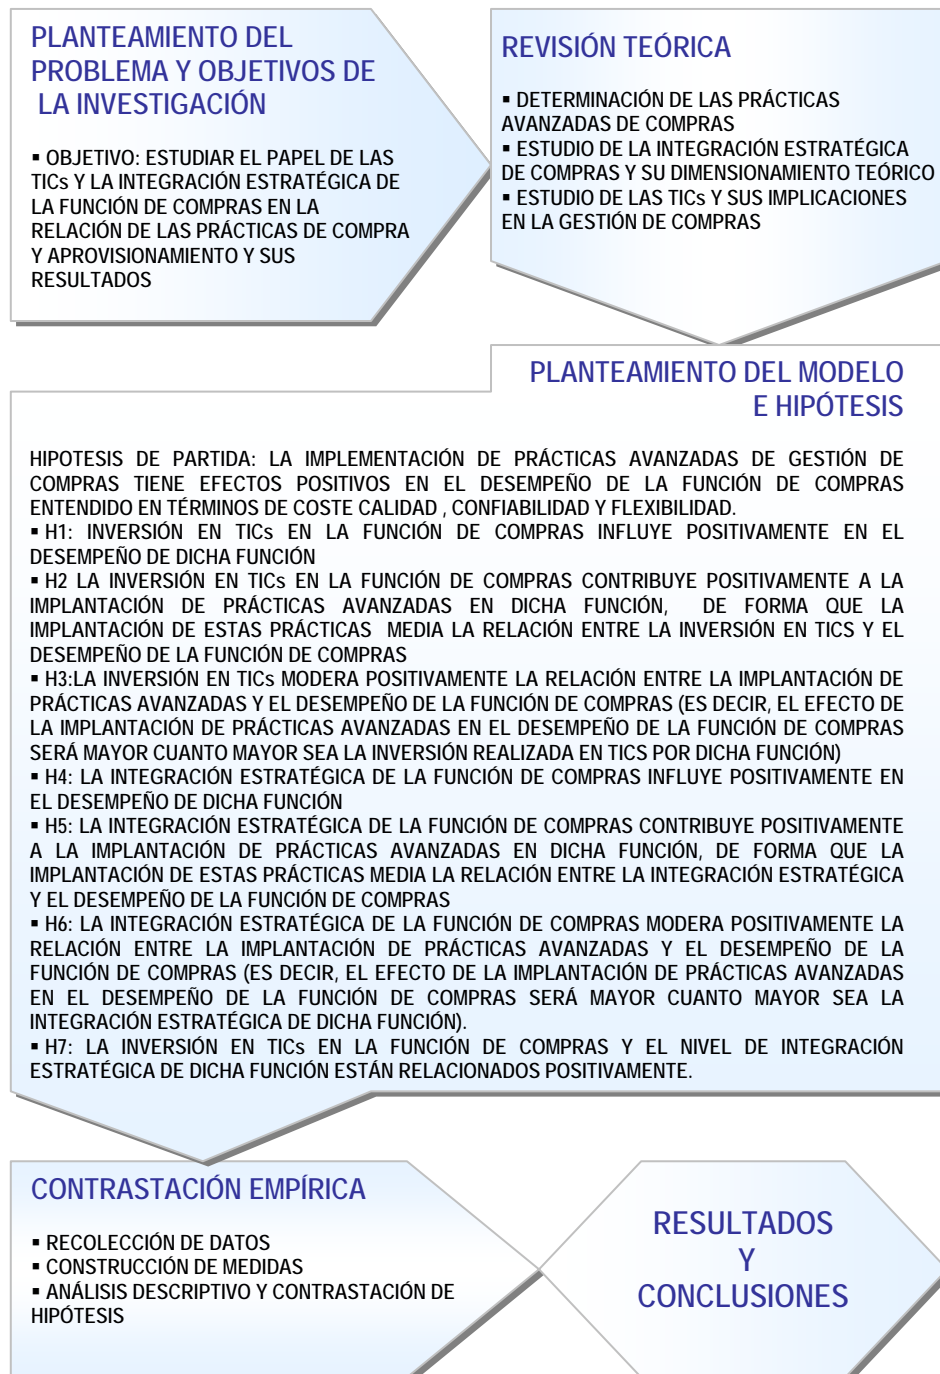 PLANTEAMIENTO DEL
PROBLEMA Y OBJETIVOS DE
LA INVESTIGACIÓN
▪ OBJETIVO: ESTUDIAR EL PAPEL DE LAS
TICs Y LA INTEGRACIÓN ESTRATÉGICA DE
LA FUNCIÓN DE COMPRAS EN LA
RELACIÓN DE LAS PRÁCTICAS DE COMPRA
Y APROVISIONAMIENTO Y SUS
RESULTADOS
REVISIÓN TEÓRICA
▪ DETERMINACIÓN DE LAS PRÁCTICAS
AVANZADAS DE COMPRAS
▪ ESTUDIO DE LA INTEGRACIÓN ESTRATÉGICA
DE COMPRAS Y SU DIMENSIONAMIENTO TEÓRICO
▪ ESTUDIO DE LAS TICs Y SUS IMPLICACIONES
EN LA GESTIÓN DE COMPRAS
PLANTEAMIENTO DEL MODELO
E HIPÓTESIS
HIPOTESIS DE PARTIDA: LA IMPLEMENTACIÓN DE PRÁCTICAS AVANZADAS DE GESTIÓN DE
COMPRAS TIENE EFECTOS POSITIVOS EN EL DESEMPEÑO DE LA FUNCIÓN DE COMPRAS
ENTENDIDO EN TÉRMINOS DE COSTE CALIDAD , CONFIABILIDAD Y FLEXIBILIDAD.
▪ H1: INVERSIÓN EN TICs EN LA FUNCIÓN DE COMPRAS INFLUYE POSITIVAMENTE EN EL
DESEMPEÑO DE DICHA FUNCIÓN
▪ H2 LA INVERSIÓN EN TICs EN LA FUNCIÓN DE COMPRAS CONTRIBUYE POSITIVAMENTE A LA
IMPLANTACIÓN DE PRÁCTICAS AVANZADAS EN DICHA FUNCIÓN, DE FORMA QUE LA
IMPLANTACIÓN DE ESTAS PRÁCTICAS MEDIA LA RELACIÓN ENTRE LA INVERSIÓN EN TICS Y EL
DESEMPEÑO DE LA FUNCIÓN DE COMPRAS
▪ H3:LA INVERSIÓN EN TICs MODERA POSITIVAMENTE LA RELACIÓN ENTRE LA IMPLANTACIÓN DE
PRÁCTICAS AVANZADAS Y EL DESEMPEÑO DE LA FUNCIÓN DE COMPRAS (ES DECIR, EL EFECTO DE
LA IMPLANTACIÓN DE PRÁCTICAS AVANZADAS EN EL DESEMPEÑO DE LA FUNCIÓN DE COMPRAS
SERÁ MAYOR CUANTO MAYOR SEA LA INVERSIÓN REALIZADA EN TICS POR DICHA FUNCIÓN)
▪ H4: LA INTEGRACIÓN ESTRATÉGICA DE LA FUNCIÓN DE COMPRAS INFLUYE POSITIVAMENTE EN
EL DESEMPEÑO DE DICHA FUNCIÓN
▪ H5: LA INTEGRACIÓN ESTRATÉGICA DE LA FUNCIÓN DE COMPRAS CONTRIBUYE POSITIVAMENTE
A LA IMPLANTACIÓN DE PRÁCTICAS AVANZADAS EN DICHA FUNCIÓN, DE FORMA QUE LA
IMPLANTACIÓN DE ESTAS PRÁCTICAS MEDIA LA RELACIÓN ENTRE LA INTEGRACIÓN ESTRATÉGICA
Y EL DESEMPEÑO DE LA FUNCIÓN DE COMPRAS
▪ H6: LA INTEGRACIÓN ESTRATÉGICA DE LA FUNCIÓN DE COMPRAS MODERA POSITIVAMENTE LA
RELACIÓN ENTRE LA IMPLANTACIÓN DE PRÁCTICAS AVANZADAS Y EL DESEMPEÑO DE LA
FUNCIÓN DE COMPRAS (ES DECIR, EL EFECTO DE LA IMPLANTACIÓN DE PRÁCTICAS AVANZADAS
EN EL DESEMPEÑO DE LA FUNCIÓN DE COMPRAS SERÁ MAYOR CUANTO MAYOR SEA LA
INTEGRACIÓN ESTRATÉGICA DE DICHA FUNCIÓN).
▪ H7: LA INVERSIÓN EN TICs EN LA FUNCIÓN DE COMPRAS Y EL NIVEL DE INTEGRACIÓN
ESTRATÉGICA DE DICHA FUNCIÓN ESTÁN RELACIONADOS POSITIVAMENTE.
CONTRASTACIÓN EMPÍRICA
▪ RECOLECCIÓN DE DATOS
▪ CONSTRUCCIÓN DE MEDIDAS
▪ ANÁLISIS DESCRIPTIVO Y CONTRASTACIÓN DE
HIPÓTESIS
RESULTADOS
Y
CONCLUSIONES